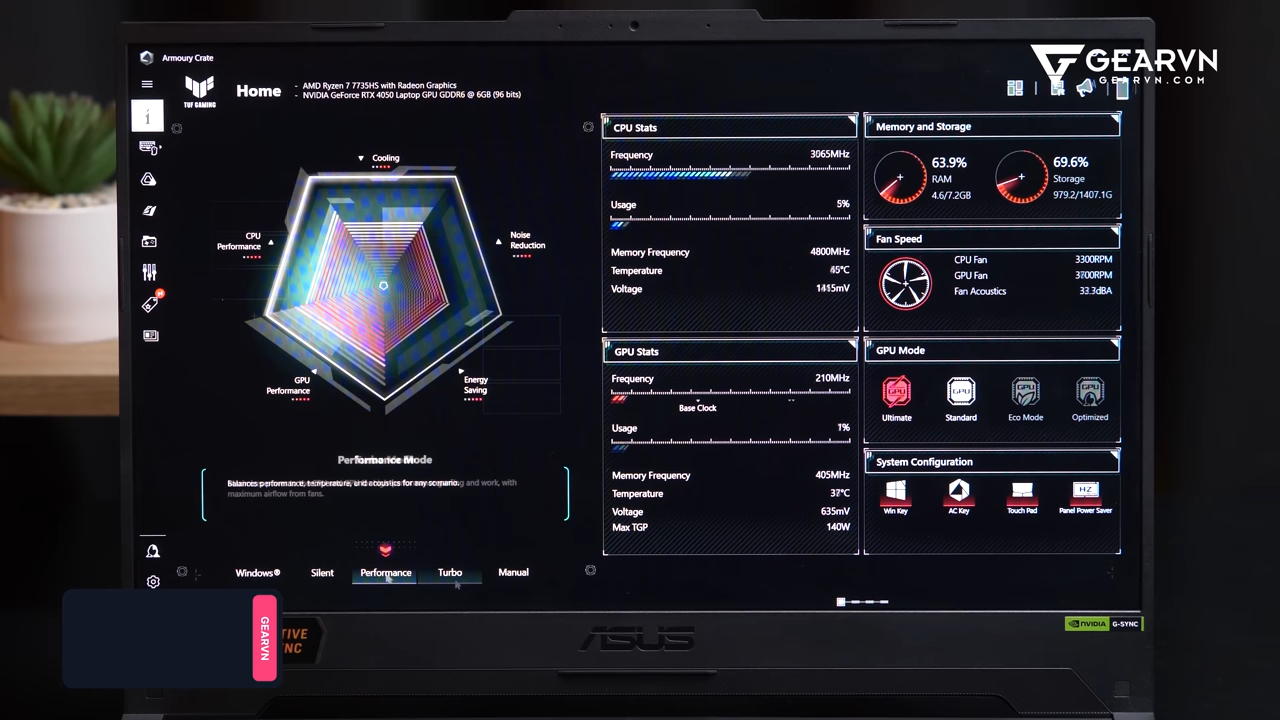 Armoury Crate
GEARVN
GEARVN.COM
TUF GAMING
Home
AMD Ryzen 7 7735HS with Radeon Graphics
NVIDIA GeForce RTX 4050 Laptop GPU GDDR6 @ 6GB (96 bits)
Cooling
CPU
Performance
Noise
Reduction
GPU
Performance
Energy
Saving
Performance Mode
Balances performance, temperature, and acoustics for any scenario.
and work, with
maximum airflow from fans.
Windows®
Silent
Performance
Turbo
Manual
CPU Stats
Frequency
3065MHz
Usage
5%
Memory Frequency
4800MHz
Temperature
45°C
Voltage
1415mV
GPU Stats
Frequency
210MHz
Base Clock
Usage
1%
Memory Frequency
405MHz
Temperature
37°C
Voltage
635mV
Max TGP
140W
Memory and Storage
63.9%
RAM
4.6/7.2GB
69.6%
Storage
979.2/1407.1G
Fan Speed
CPU Fan
3300RPM
GPU Fan
3700RPM
Fan Acoustics
33.3dBA
GPU Mode
GPU
Ultimate
Standard
Eco Mode
Optimized
System Configuration
HZ
Win Key
AC Key
Touch Pad
Panel Power Saver
GEARVN
TIVE
NC
ASUS
NVIDIA
G-SYNC